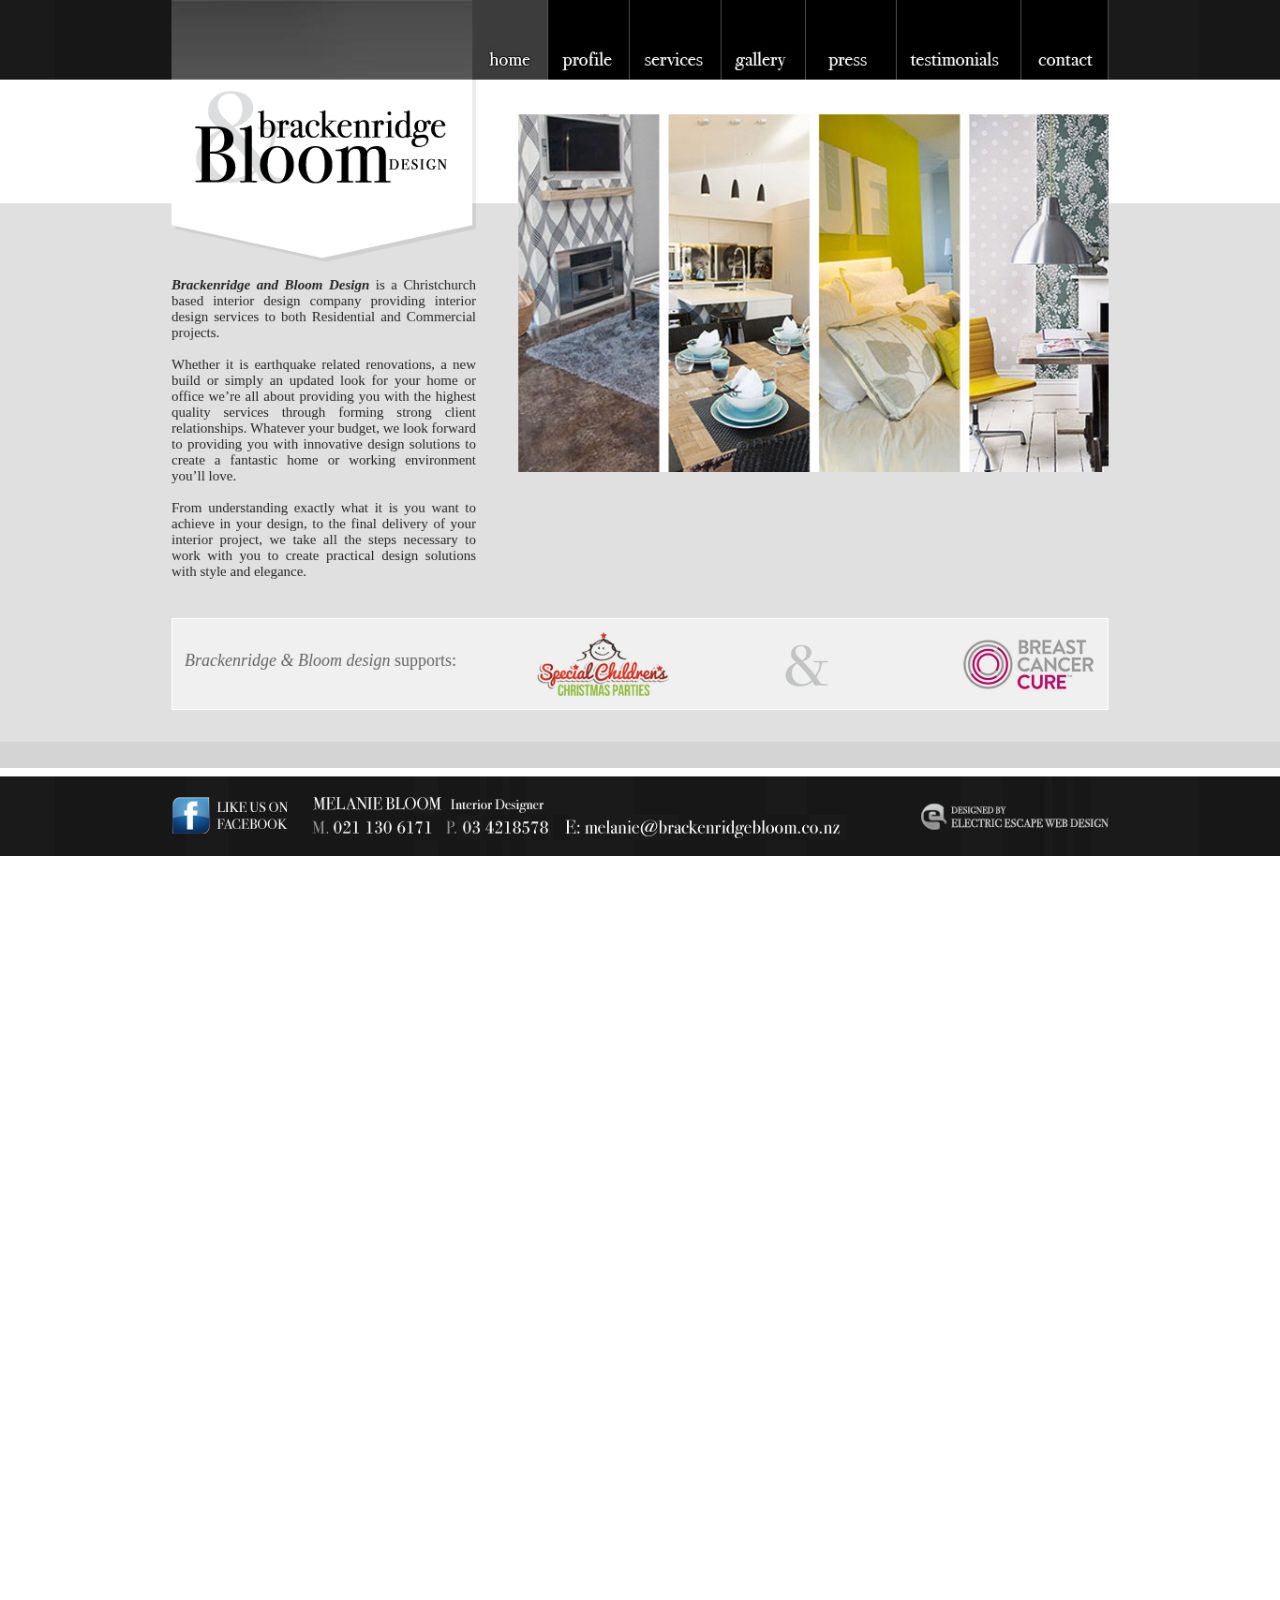 home profile services gallery press testimonials contact
&
brackenridge
Bloom DESIGN
Brackenridge and Bloom Design is a Christchurch
based interior design company providing interior
design services to both Residential and Commercial
projects.
Whether it is earthquake related renovations, a new
build or simply an updated look for your home or
office we’re all about providing you with the highest
quality services through forming strong client
relationships. Whatever your budget, we look forward
to providing you with innovative design solutions to
create a fantastic home or working environment
you’ll love.
From understanding exactly what it is you want to
achieve in your design, to the final delivery of your
interior project, we take all the steps necessary to
work with you to create practical design solutions
with style and elegance.
Brackenridge & Bloom design supports:
Special Children's
CHRISTMAS PARTIES
&
BREAST
CANCER
CURE™
LIKE US ON
FACEBOOK
MELANIE BLOOM Interior Designer
M. 021 130 6171 P. 03 4218578 E: melanie@brackenridgebloom.co.nz
DESIGNED BY
ELECTRIC ESCAPE WEB DESIGN